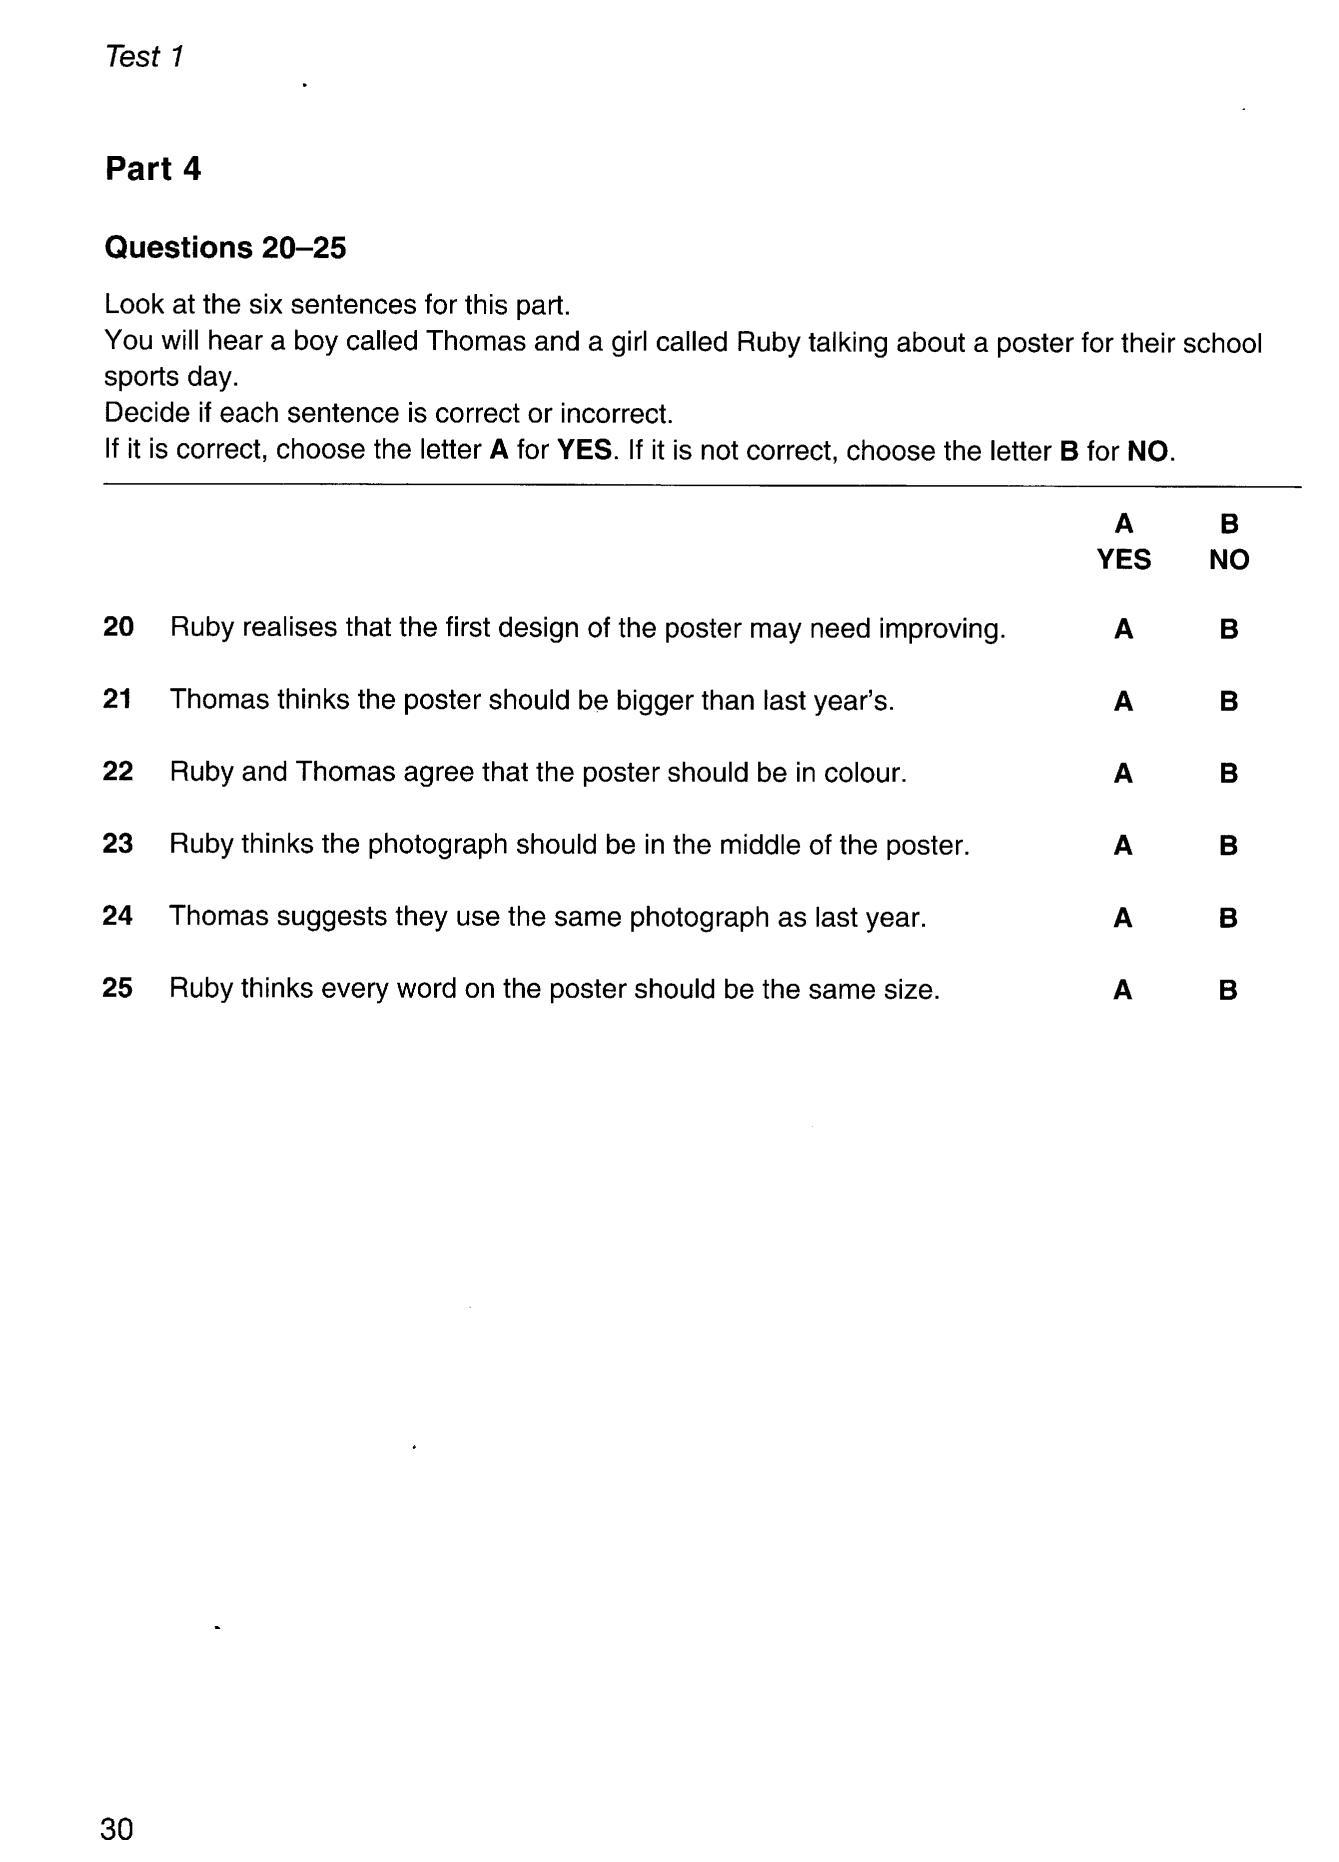 Test 1
Part 4
Questions 20–25
Look at the six sentences for this part.
You will hear a boy called Thomas and a girl called Ruby talking about a poster for their school
sports day.
Decide if each sentence is correct or incorrect.
If it is correct, choose the letter A for YES. If it is not correct, choose the letter B for NO.
A B
YES NO
20 Ruby realises that the first design of the poster may need improving. A B
21 Thomas thinks the poster should be bigger than last year's. A B
22 Ruby and Thomas agree that the poster should be in colour. A B
23 Ruby thinks the photograph should be in the middle of the poster. A B
24 Thomas suggests they use the same photograph as last year. A B
25 Ruby thinks every word on the poster should be the same size. A B
30